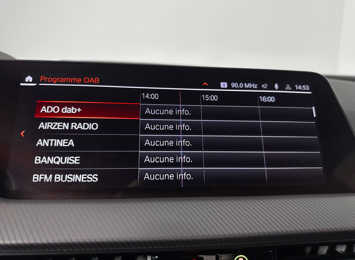 Programme DAB 90.0 MHz 14:53
14:00 15:00 16:00
ADO dab+ Aucune info.
AIRZEN RADIO Aucune info.
ANTINEA Aucune info.
BANQUISE Aucune info.
BFM BUSINESS Aucune info.